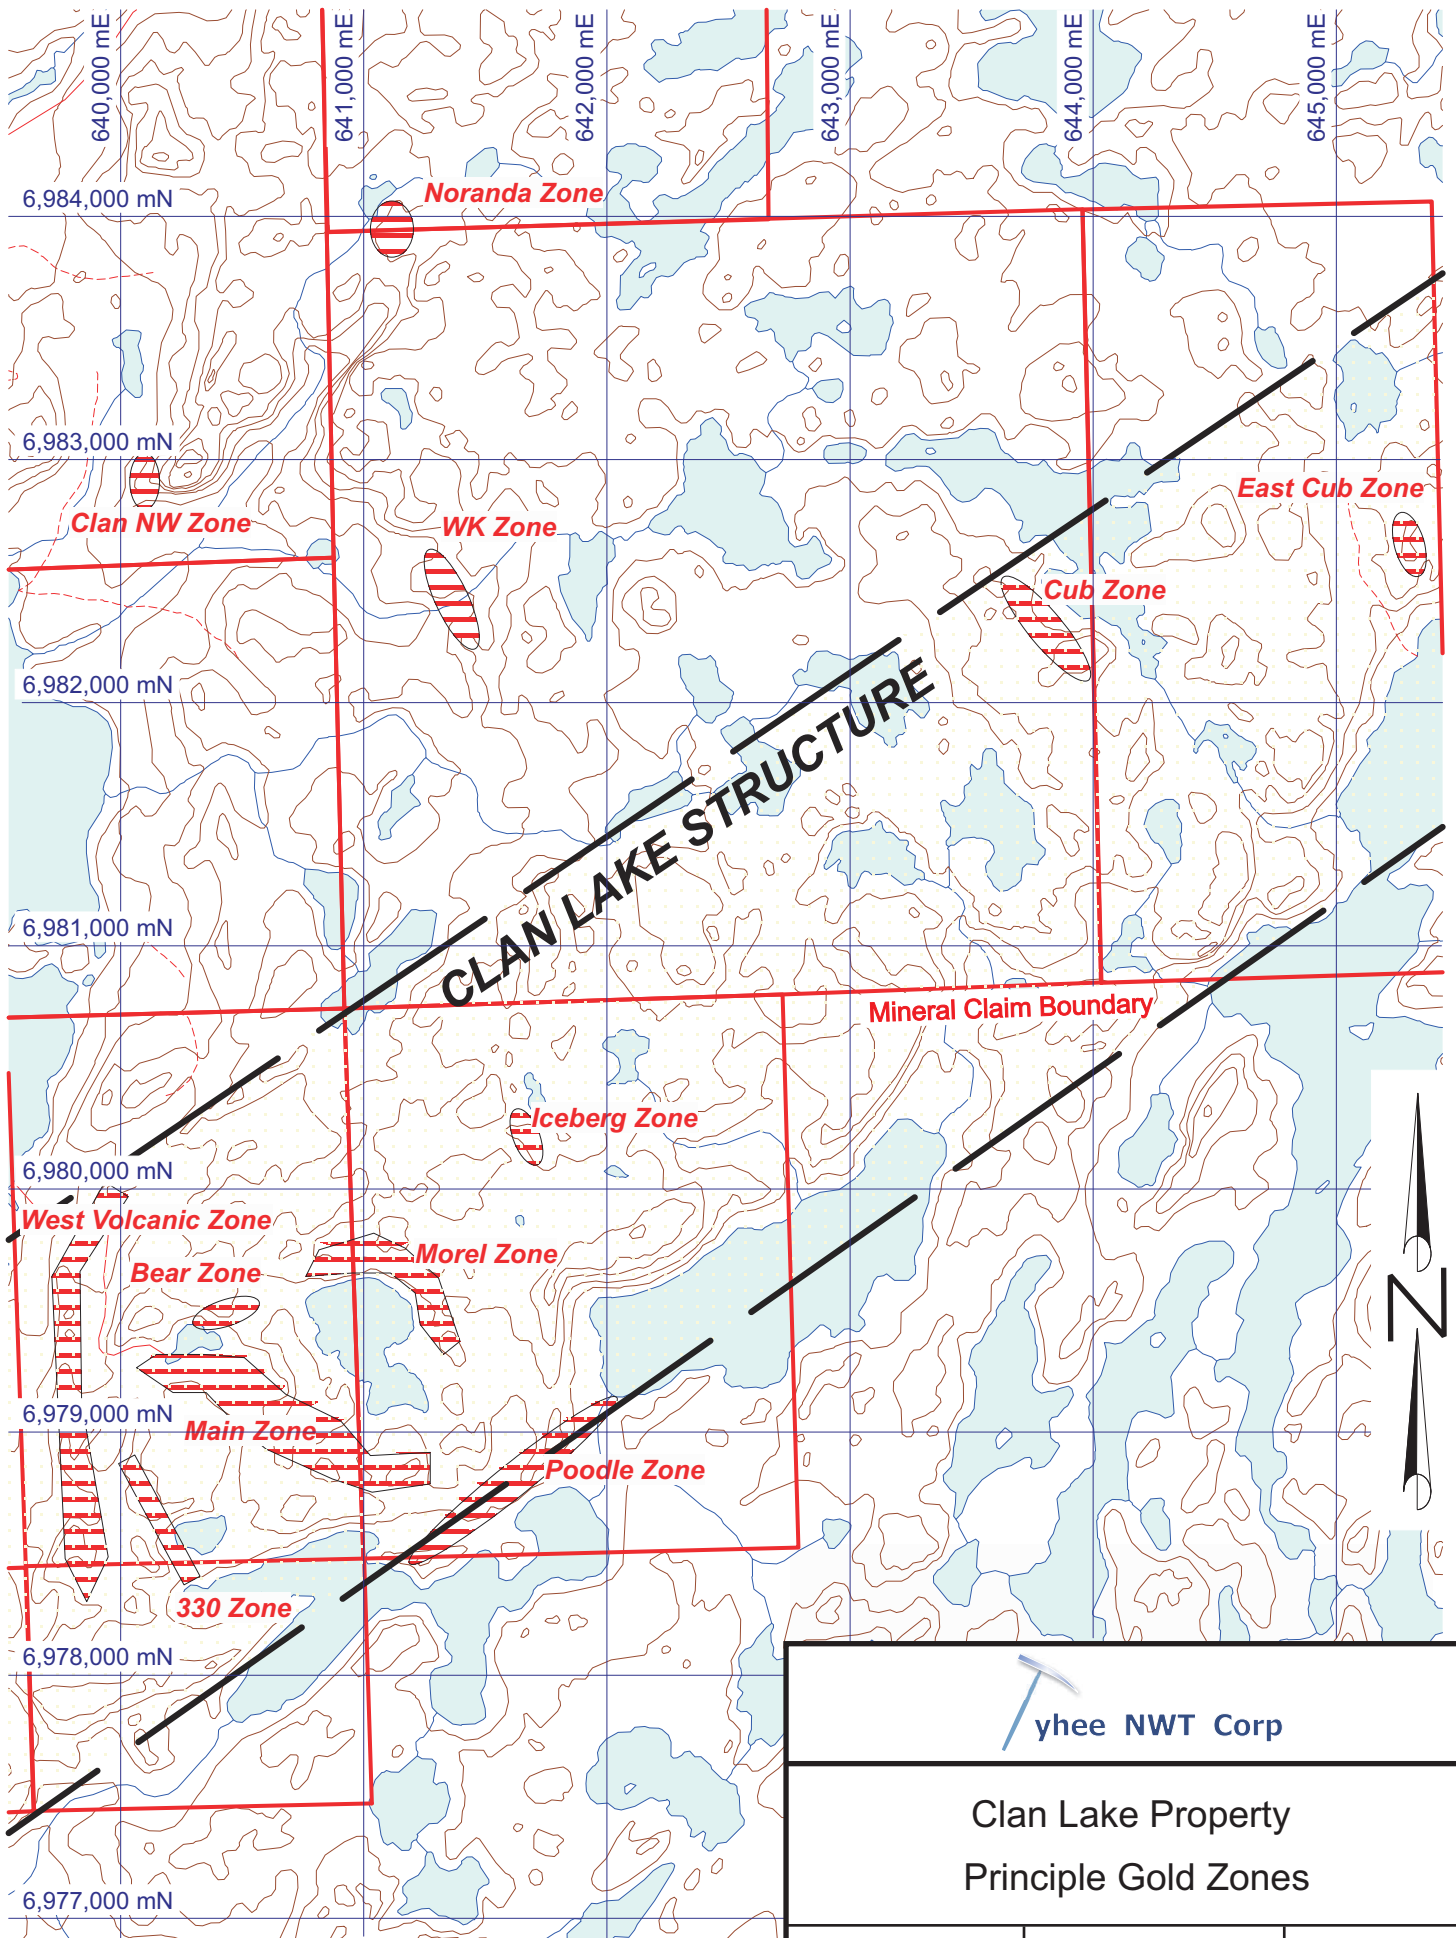 640,000 mE
641,000 mE
642,000 mE
643,000 mE
644,000 mE
645,000 mE
6,984,000 mN
Noranda Zone
6,983,000 mN
Clan NW Zone
WK Zone
East Cub Zone
Cub Zone
6,982,000 mN
CLAN LAKE STRUCTURE
6,981,000 mN
Mineral Claim Boundary
Iceberg Zone
6,980,000 mN
West Volcanic Zone
Morel Zone
Bear Zone
N
6,979,000 mN
Main Zone
Poodle Zone
330 Zone
6,978,000 mN
yhee NWT Corp
Clan Lake Property
Principle Gold Zones
6,977,000 mN